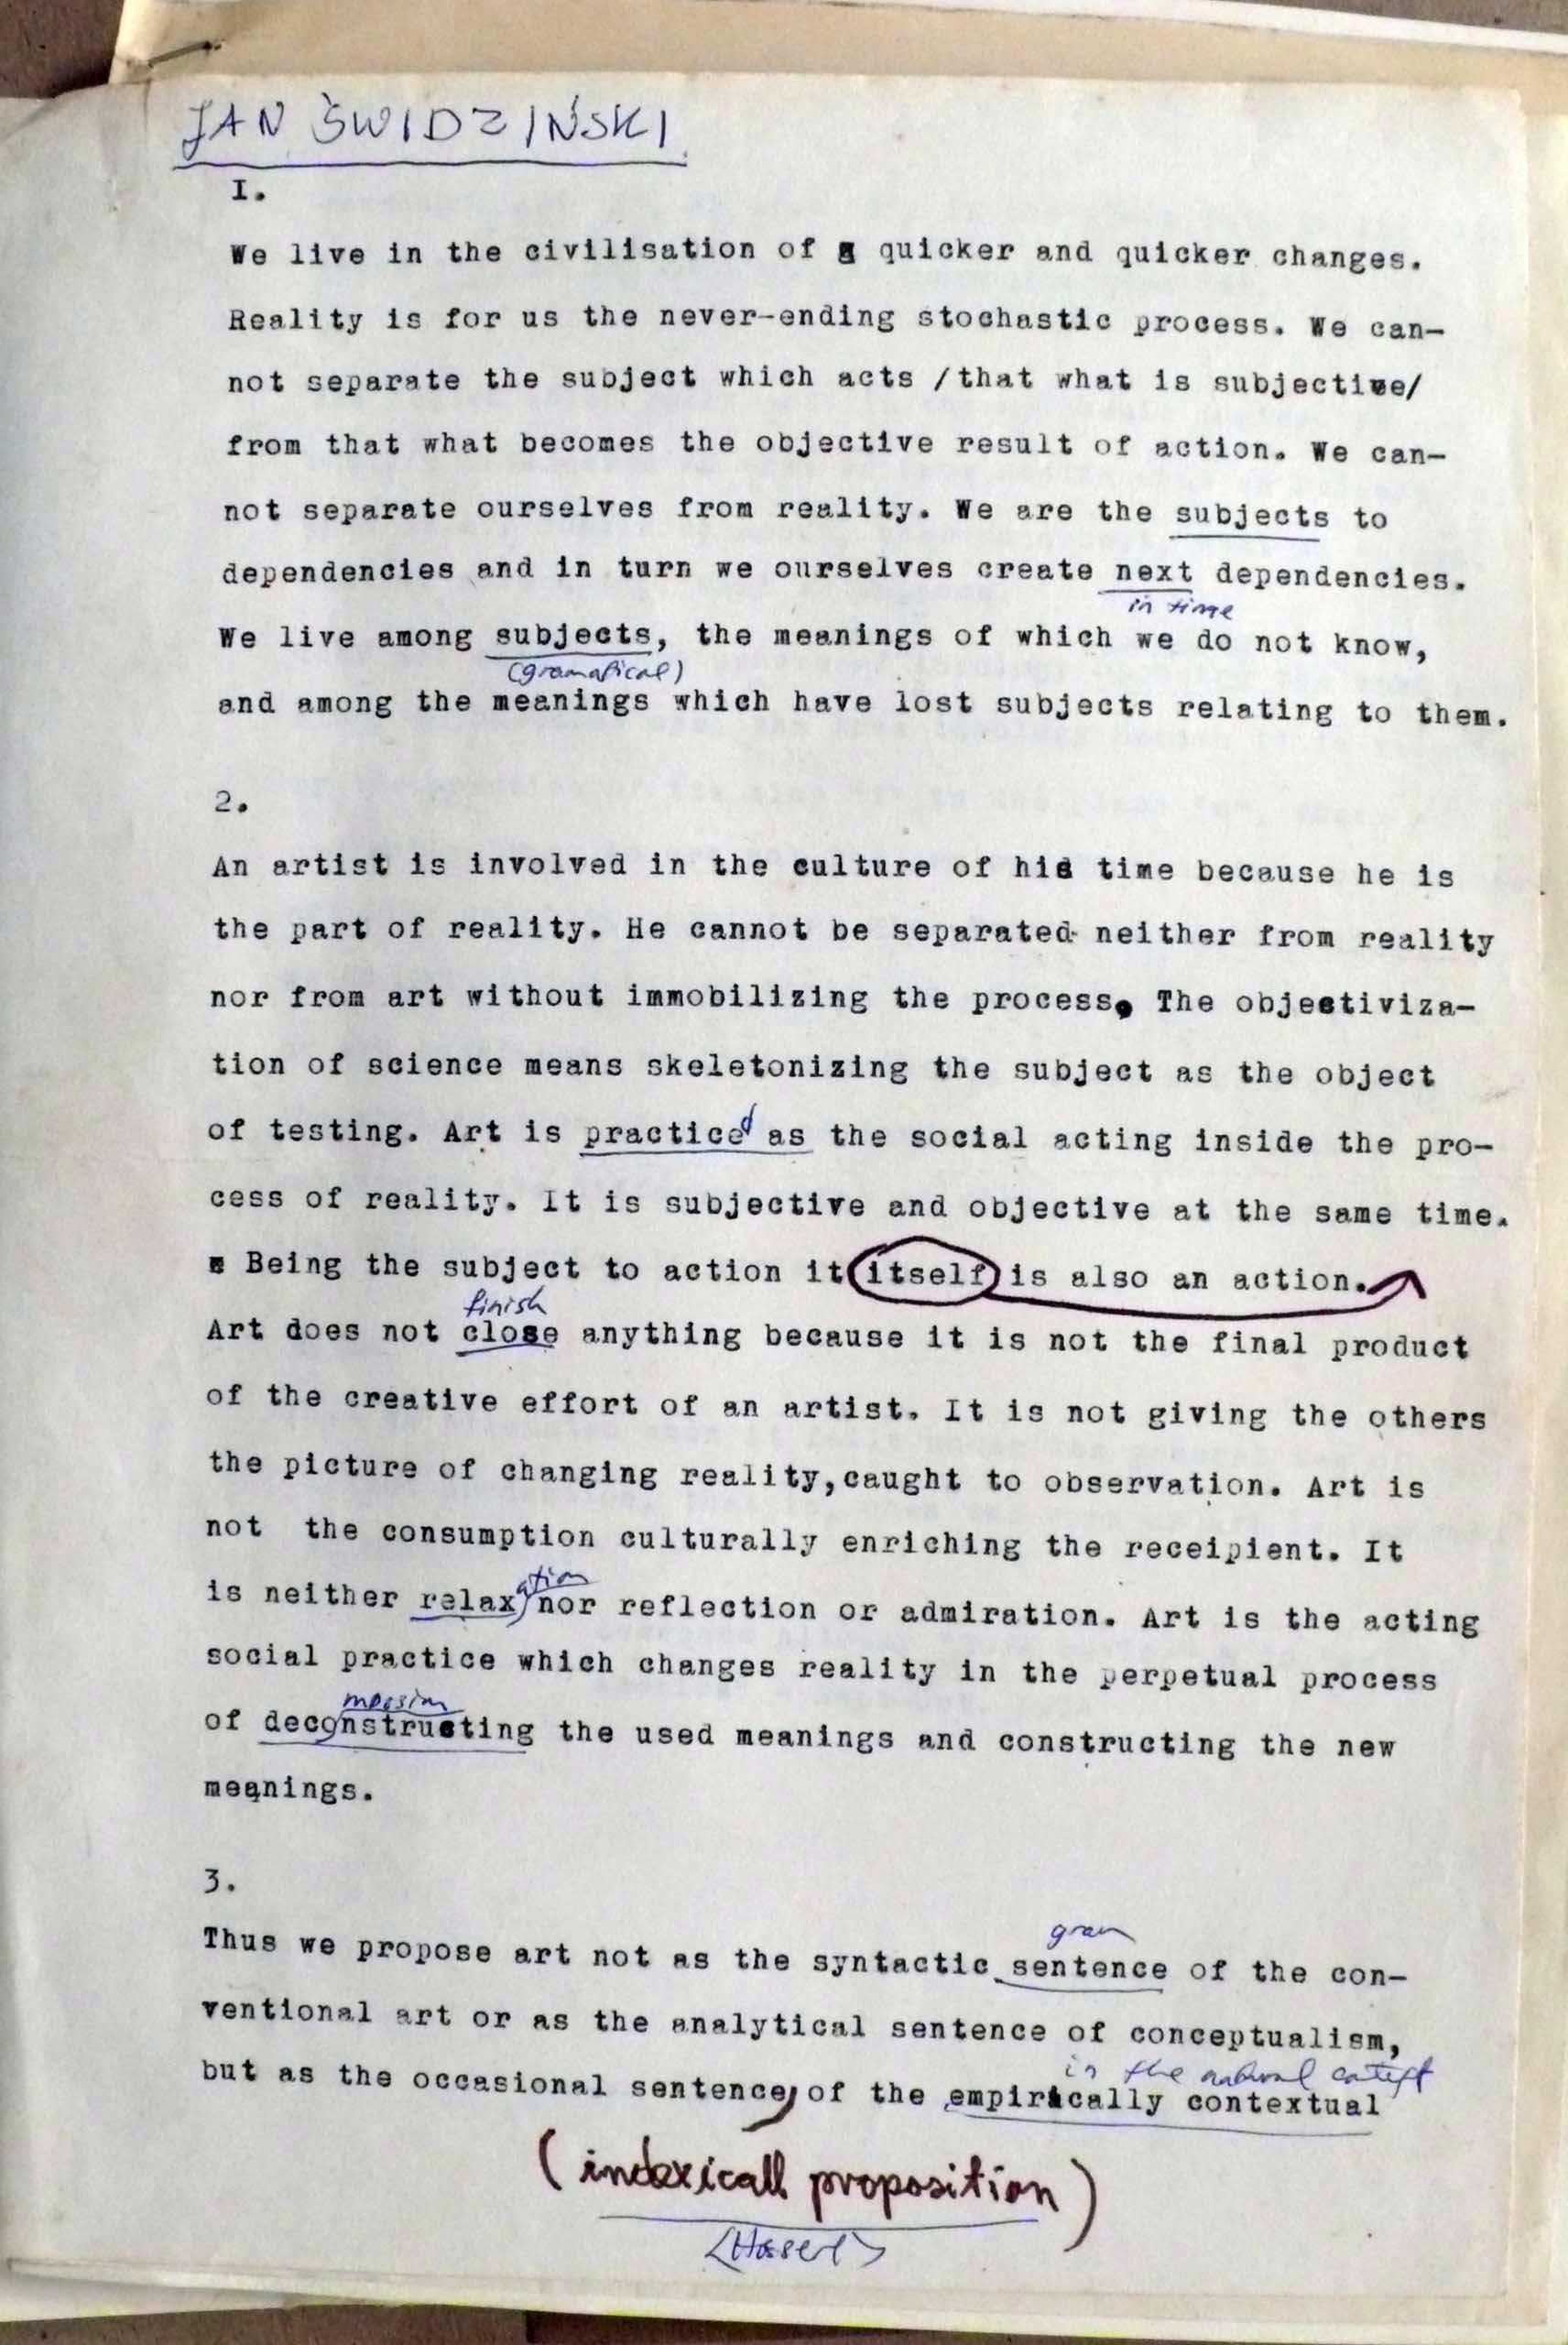 JAN ŚWIDZIŃSKI
I.
We live in the civilisation of quicker and quicker changes.
Reality is for us the never-ending stochastic process. We can-
not separate the subject which acts /that what is subjective/
from that what becomes the objective result of action. We can-
not separate ourselves from reality. We are the subjects to
dependencies and in turn we ourselves create next dependencies.
in time
We live among subjects, the meanings of which we do not know,
(gramatical)
and among the meanings which have lost subjects relating to them.
2.
An artist is involved in the culture of his time because he is
the part of reality. He cannot be separated neither from reality
nor from art without immobilizing the process. The objectiviza-
tion of science means skeletonizing the subject as the object
of testing. Art is practiced as the social acting inside the pro-
cess of reality. It is subjective and objective at the same time.
Being the subject to action it itself is also an action.
finish
Art does not close anything because it is not the final product
of the creative effort of an artist. It is not giving the others
the picture of changing reality,caught to observation. Art is
not the consumption culturally enriching the receipient. It
ation
is neither relax nor reflection or admiration. Art is the acting
social practice which changes reality in the perpetual process
of deconstructing the used meanings and constructing the new
meanings.
3.
gram
Thus we propose art not as the syntactic sentence of the con-
ventional art or as the analytical sentence of conceptualism,
in the
but as the occasional sentence, of the empirically contextual
(indexicall proposition)